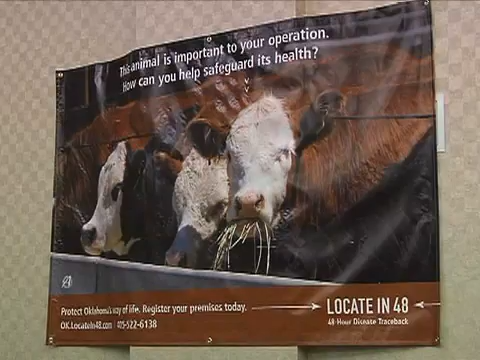 This animal is important to your operation.
How can you help safeguard its health?
Protect Oklahoma's way of life. Register your premises today.
OK.LocateIn48.com | 405-522-6138
LOCATE IN 48
48-Hour Disease Traceback